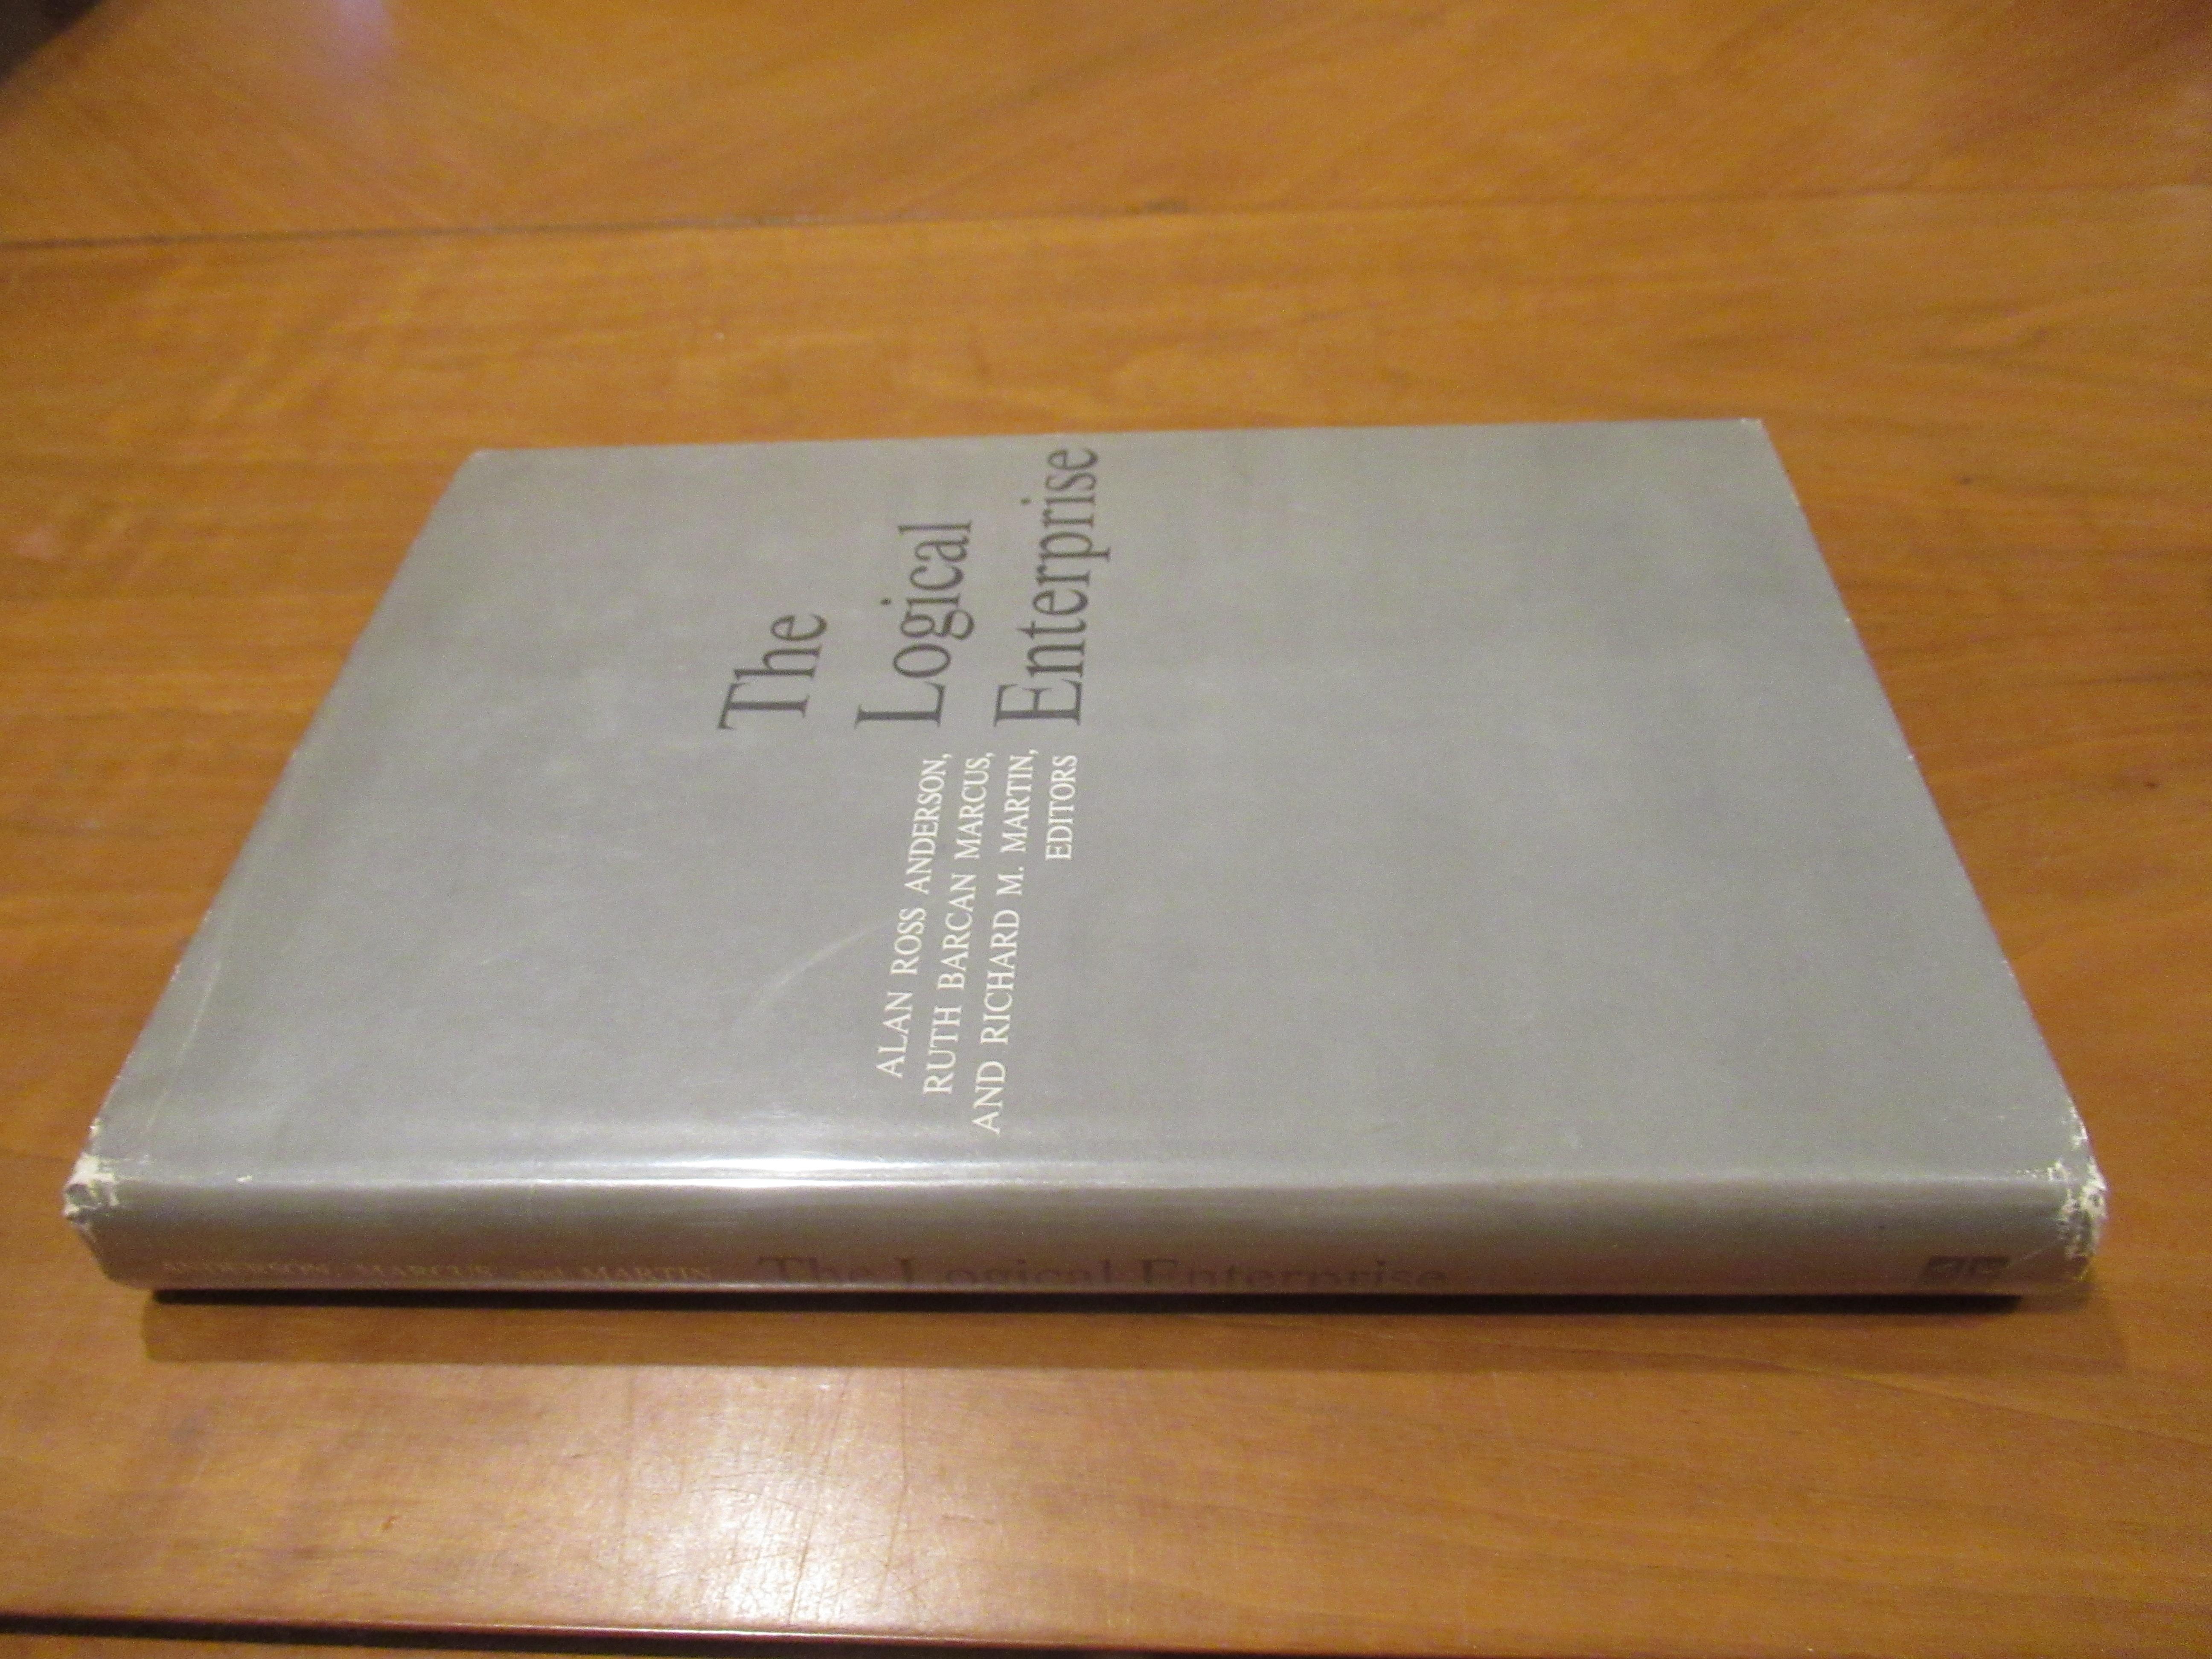 The
Logical
Enterprise
ALAN ROSS ANDERSON,
RUTH BARCAN MARCUS,
AND RICHARD M. MARTIN,
EDITORS
ANDERSON, MARCUS, and MARTIN The Logical Enterprise